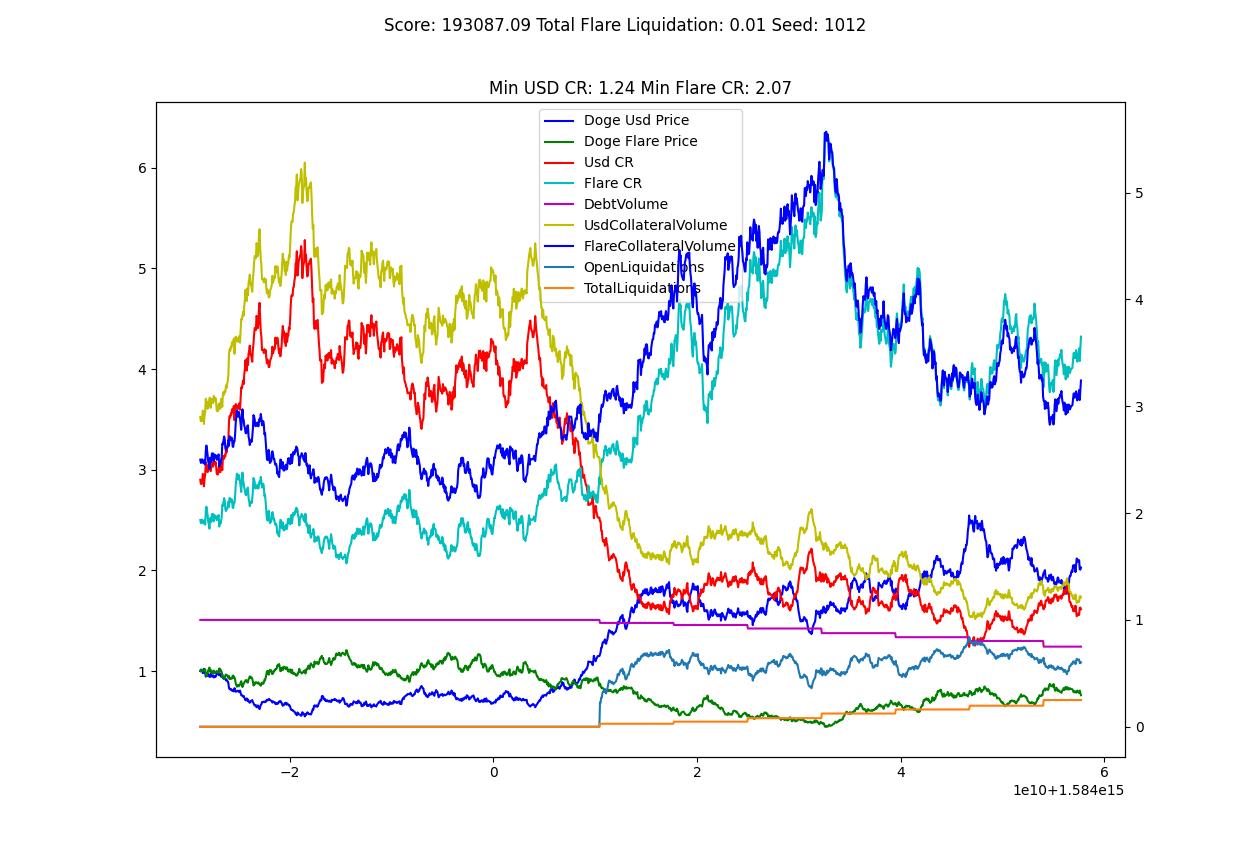 Score: 193087.09 Total Flare Liquidation: 0.01 Seed: 1012
Min USD CR: 1.24 Min Flare CR: 2.07
Doge Usd Price
Doge Flare Price
Usd CR
Flare CR
DebtVolume
UsdCollateralVolume
FlareCollateralVolume
OpenLiquidations
TotalLiquidations
6
5
4
3
2
1
5
4
3
2
1
0
−2
0
2
4
6
1e10+1.584e15